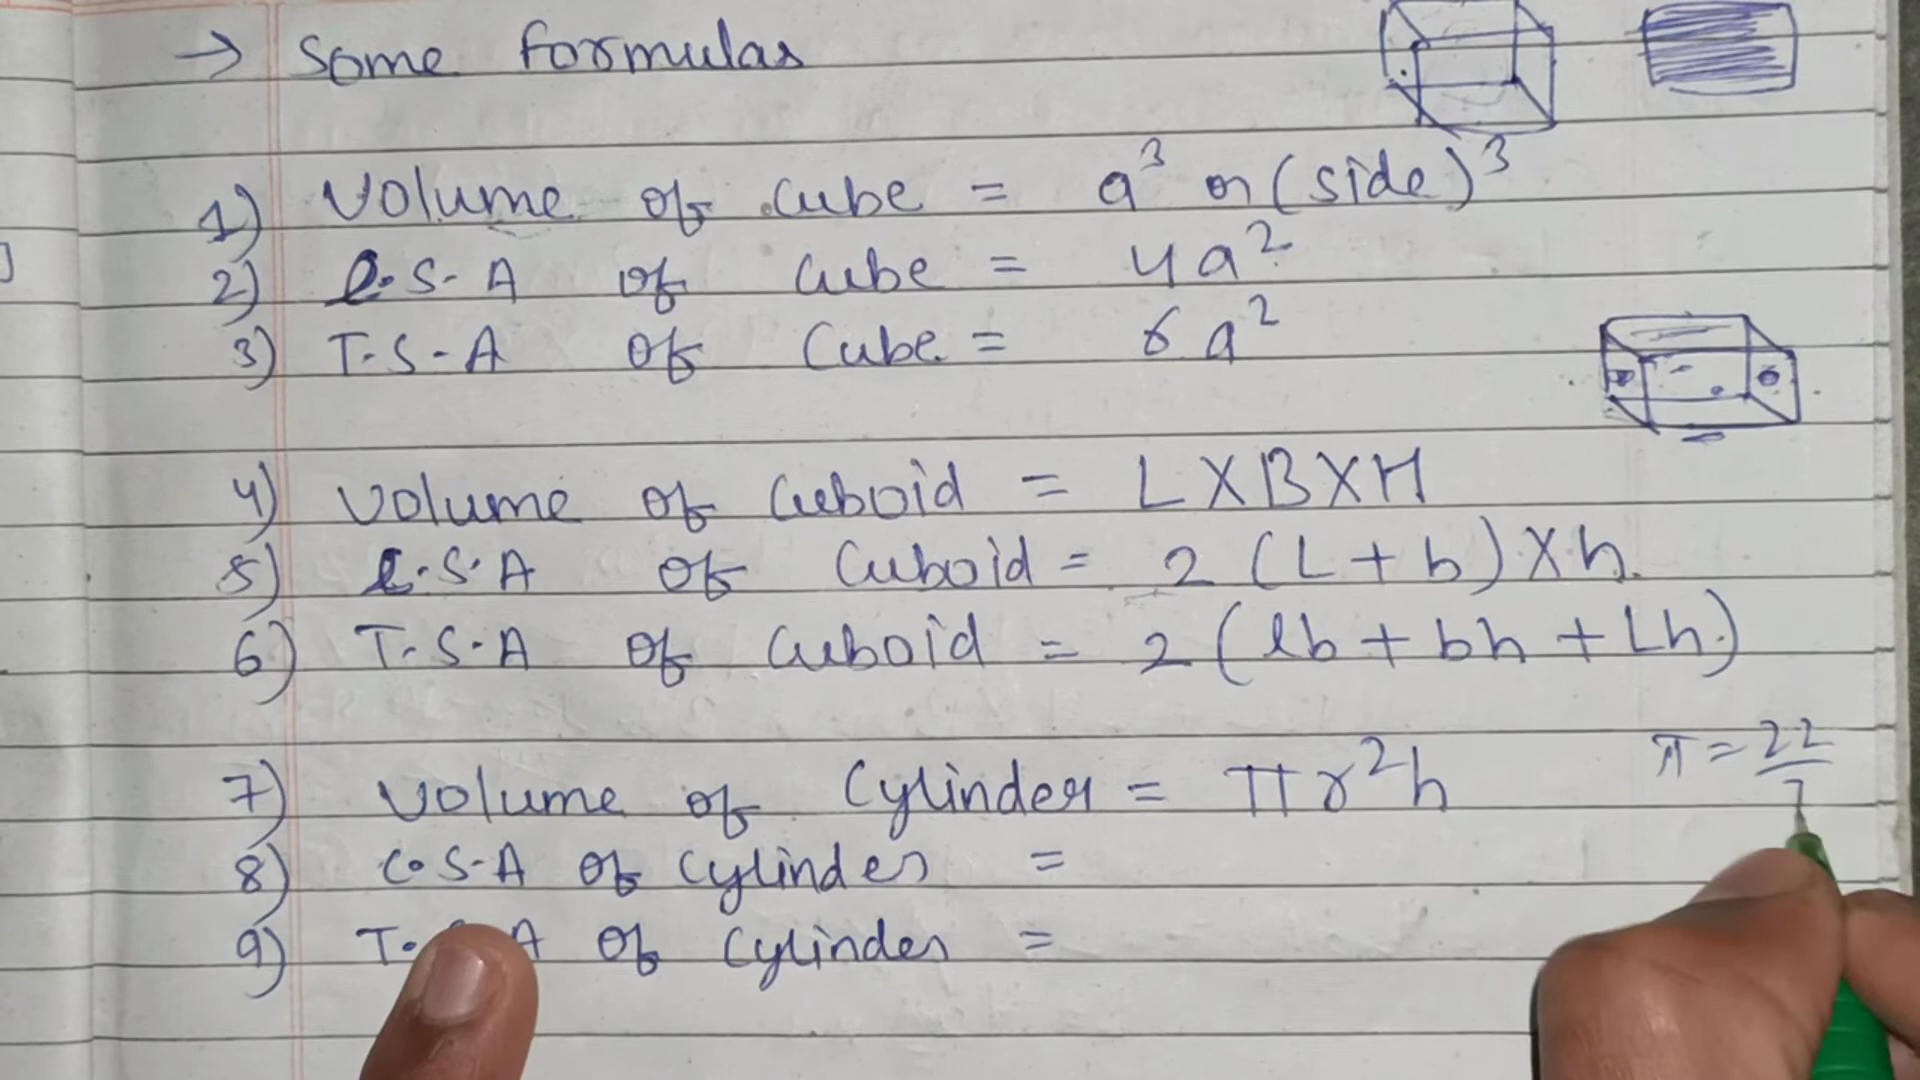 → Some formulas
1) Volume of cube = a³ or (side)³
2) L.S.A of cube = 4a²
3) T.S.A of Cube = 6a²
4) Volume of Cuboid = L X B X H
5) L.S.A of Cuboid = 2 (L + b) X h
6) T.S.A of Cuboid = 2 (lb + bh + Lh)
7) Volume of Cylinder = πr²h π = 22/7
8) C.S.A of cylinder =
9) T. A of Cylinder =